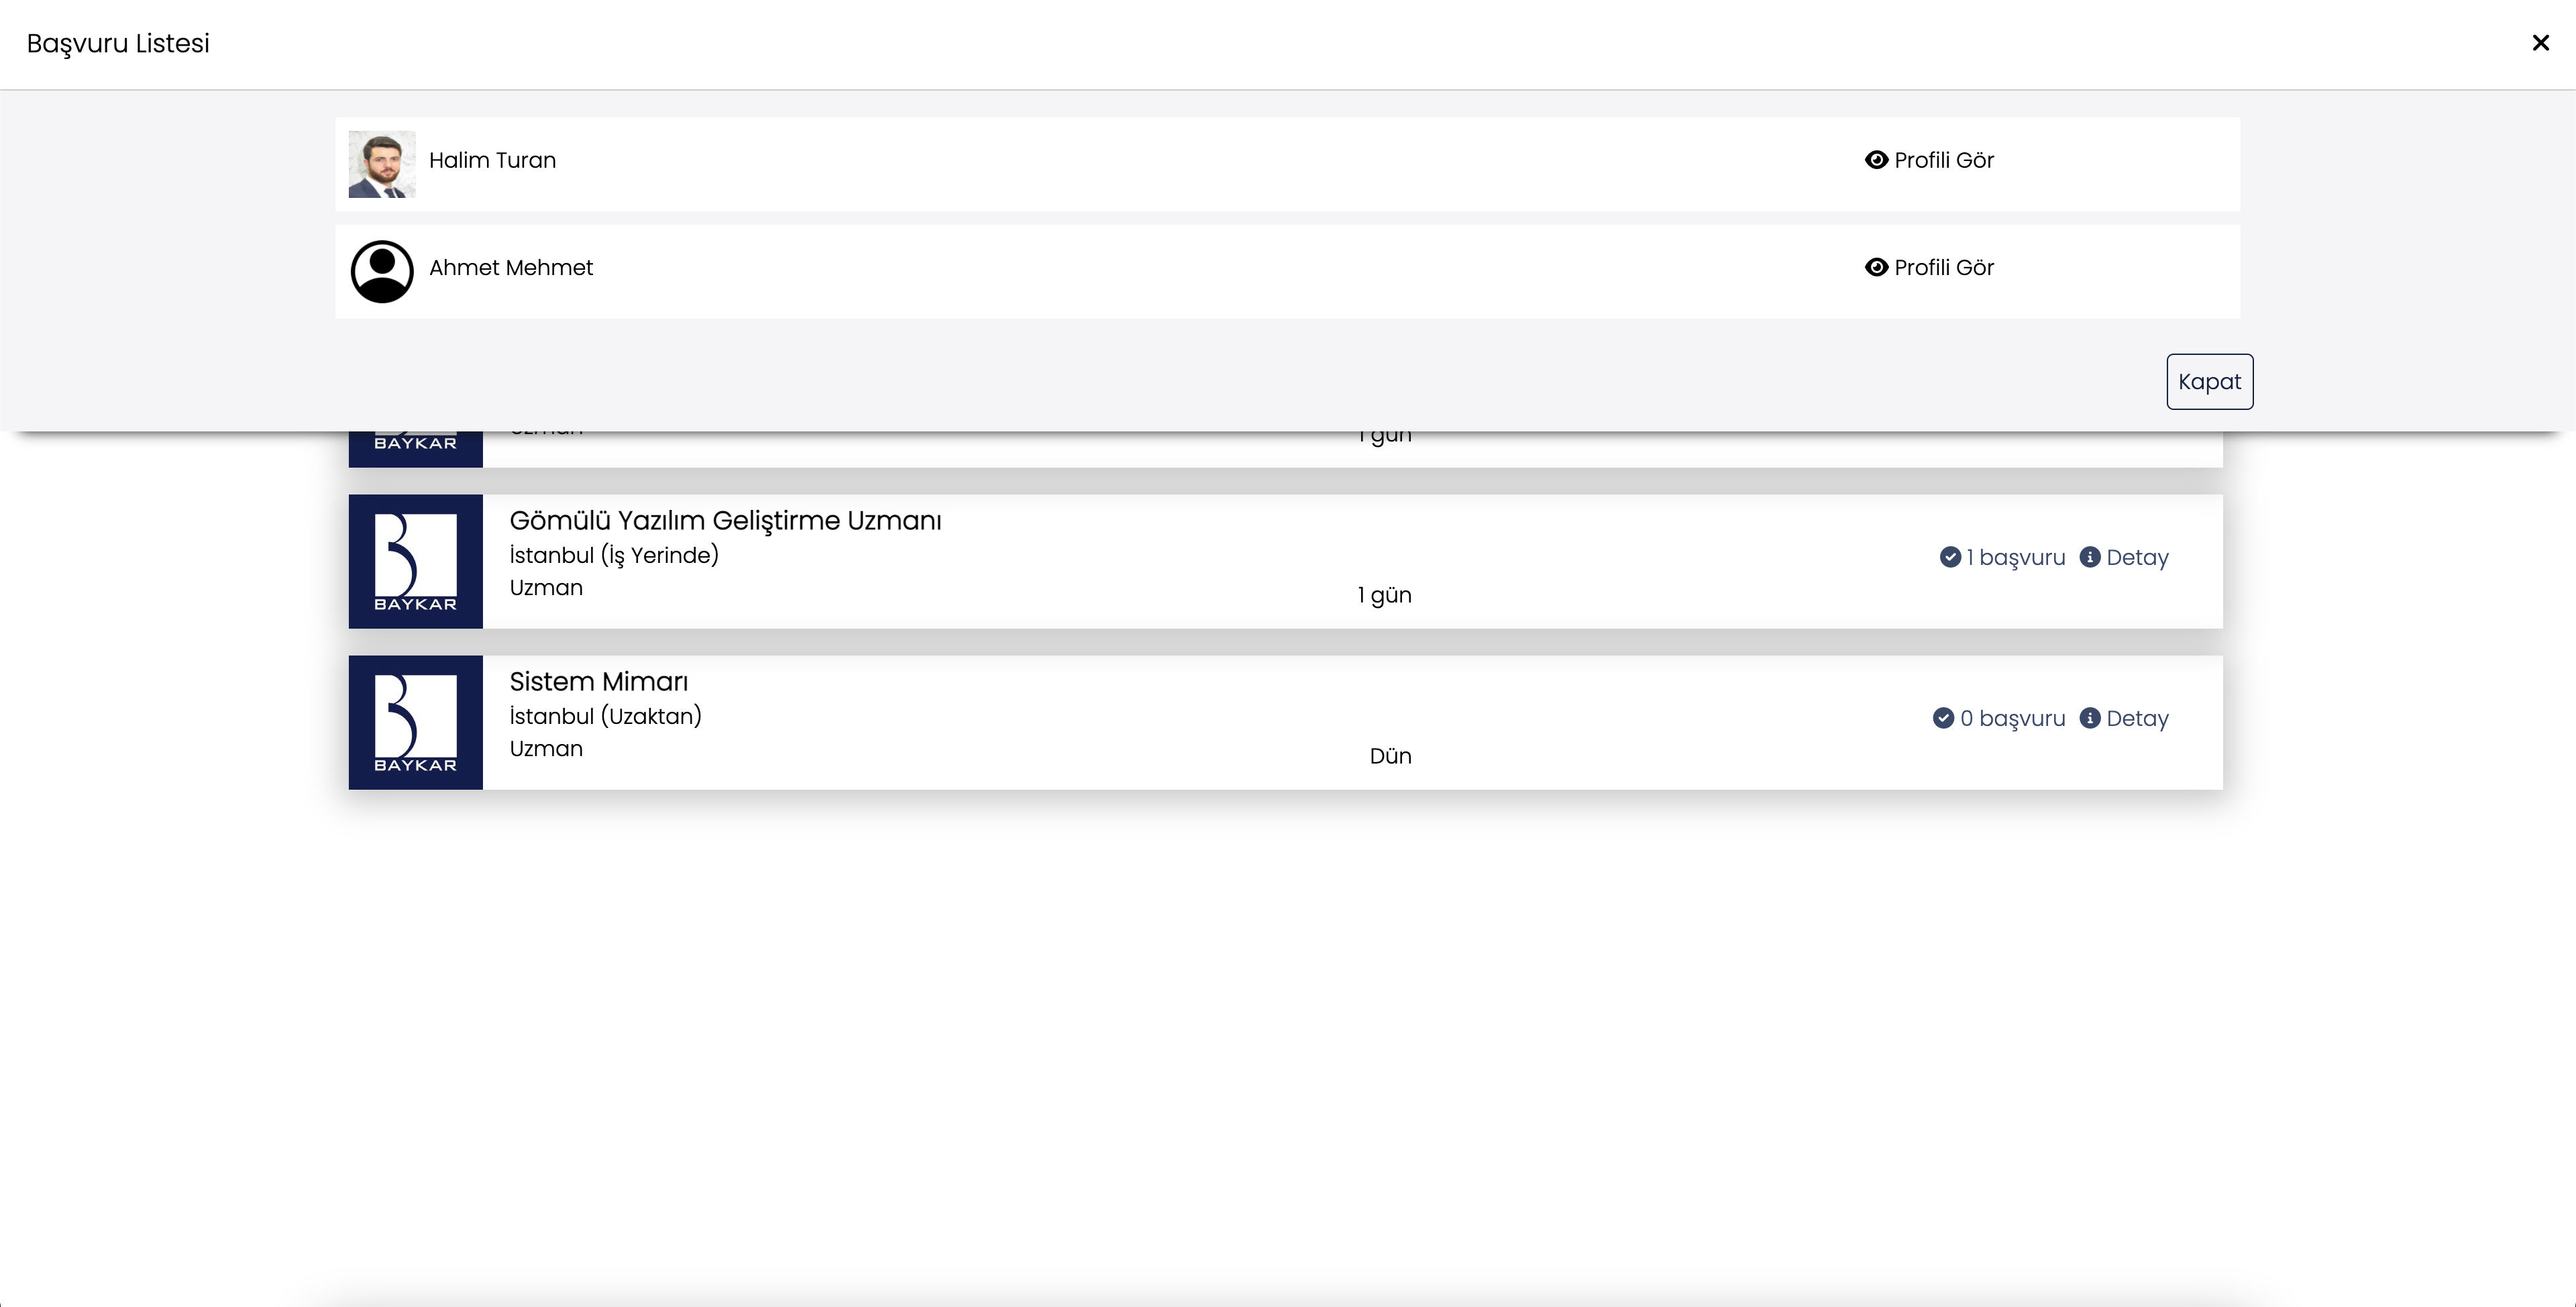 Başvuru Listesi
Halim Turan
Profili Gör
Ahmet Mehmet
Profili Gör
Kapat
BAYKAR
Uzman
1 gün
BAYKAR
Gömülü Yazılım Geliştirme Uzmanı
İstanbul (İş Yerinde)
Uzman
1 gün
1 başvuru
Detay
BAYKAR
Sistem Mimarı
İstanbul (Uzaktan)
Uzman
Dün
0 başvuru
Detay